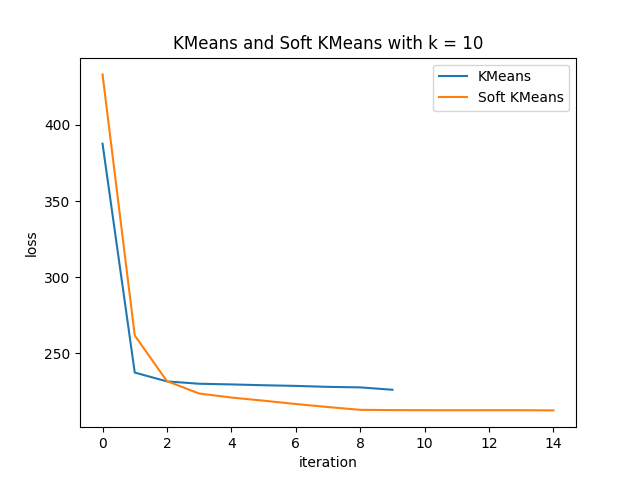 KMeans and Soft KMeans with k = 10
KMeans
Soft KMeans
400
350
300
250
loss
0 2 4 6 8 10 12 14
iteration